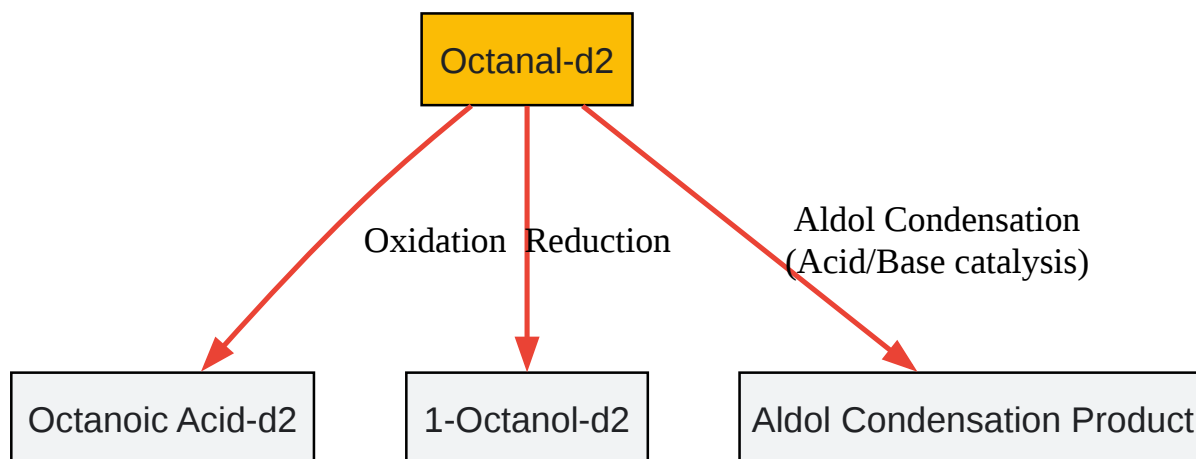 Octanal-d2
Oxidation
Reduction
Aldol Condensation
(Acid/Base catalysis)
Octanoic Acid-d2
1-Octanol-d2
Aldol Condensation Product